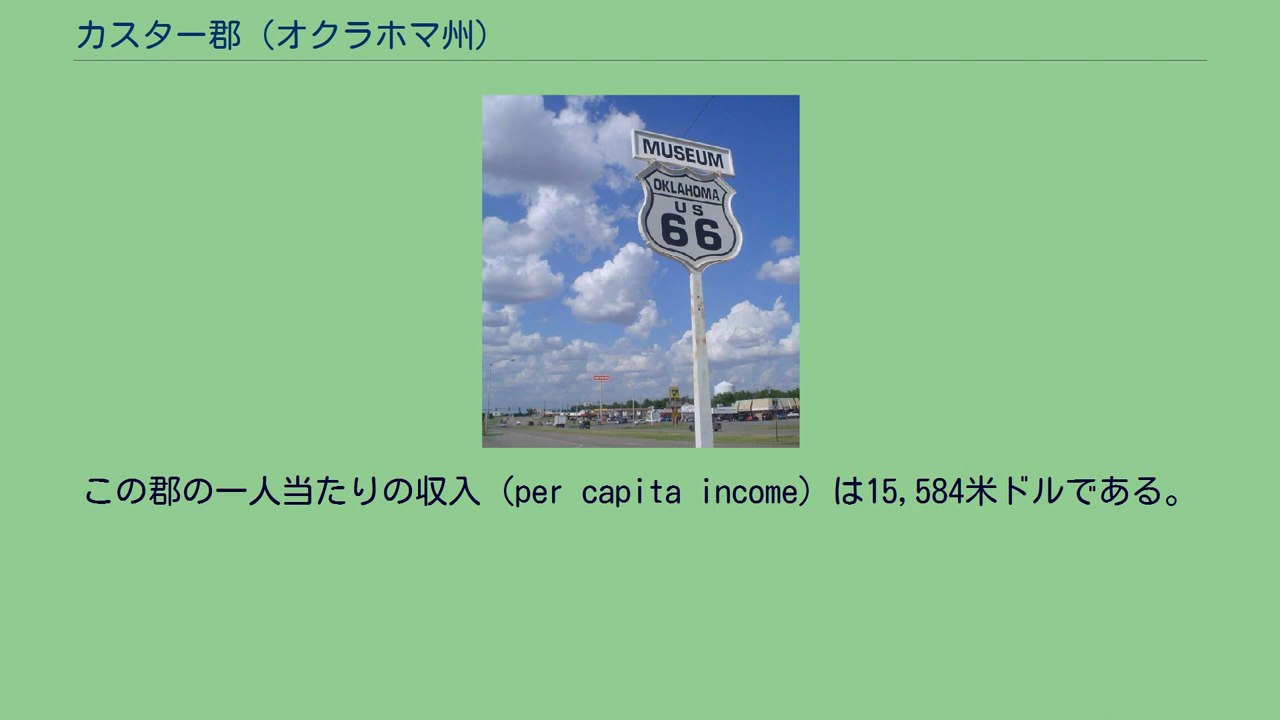 カスター郡（オクラホマ州）
MUSEUM
OKLAHOMA
US
66
この郡の一人当たりの収入（per capita income）は15,584米ドルである。